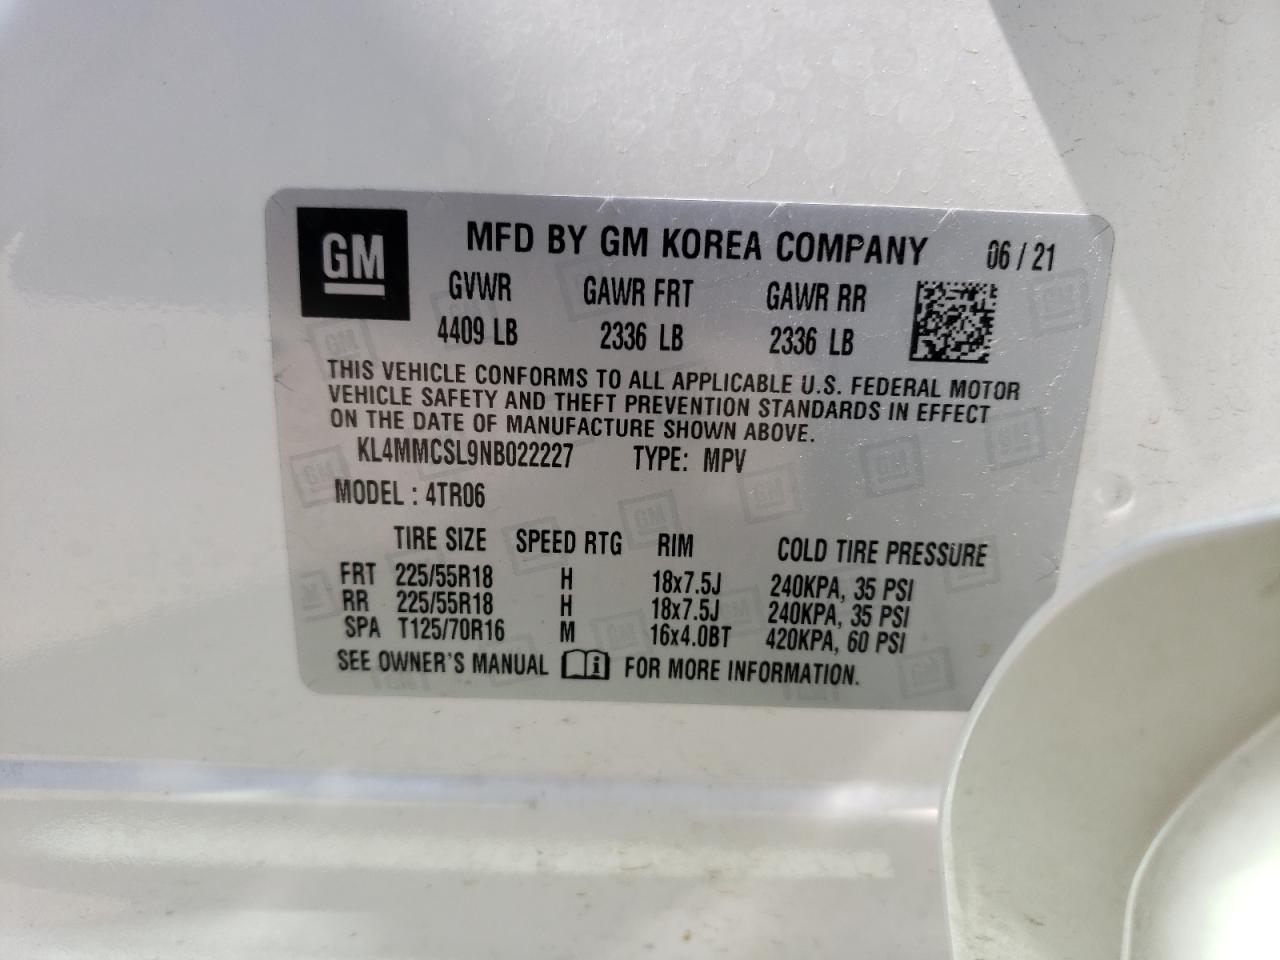 GM
MFD BY GM KOREA COMPANY 06 / 21
GVWR GAWR FRT GAWR RR
4409 LB 2336 LB 2336 LB
THIS VEHICLE CONFORMS TO ALL APPLICABLE U.S. FEDERAL MOTOR
VEHICLE SAFETY AND THEFT PREVENTION STANDARDS IN EFFECT
ON THE DATE OF MANUFACTURE SHOWN ABOVE.
KL4MMCSL9NB022227 TYPE: MPV
MODEL : 4TR06
TIRE SIZE SPEED RTG RIM COLD TIRE PRESSURE
FRT 225/55R18 H 18x7.5J 240KPA, 35 PSI
RR 225/55R18 H 18x7.5J 240KPA, 35 PSI
SPA T125/70R16 M 16x4.0BT 420KPA, 60 PSI
SEE OWNER'S MANUAL i FOR MORE INFORMATION.